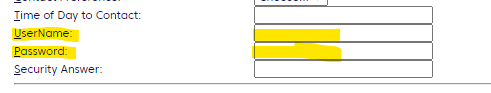 Time of Day to Contact:
UserName:
Password:
Security Answer: